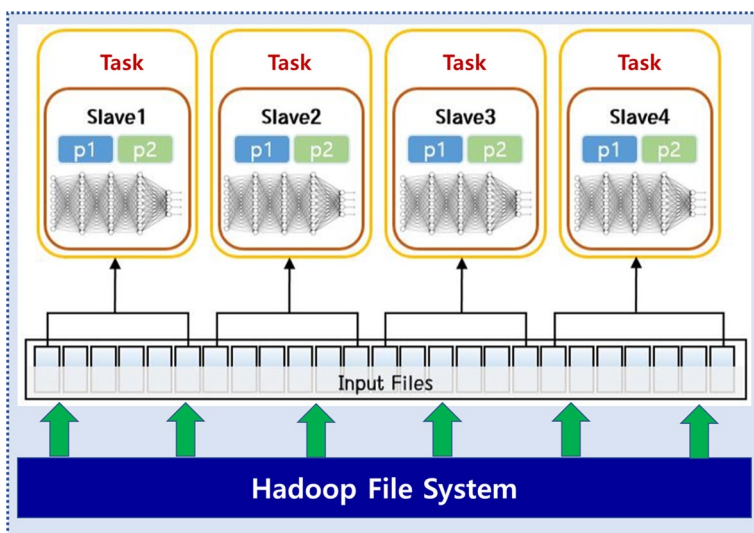 Task Task Task Task
Slave1 Slave2 Slave3 Slave4
p1 p2 p1 p2 p1 p2 p1 p2
Input Files
Hadoop File System